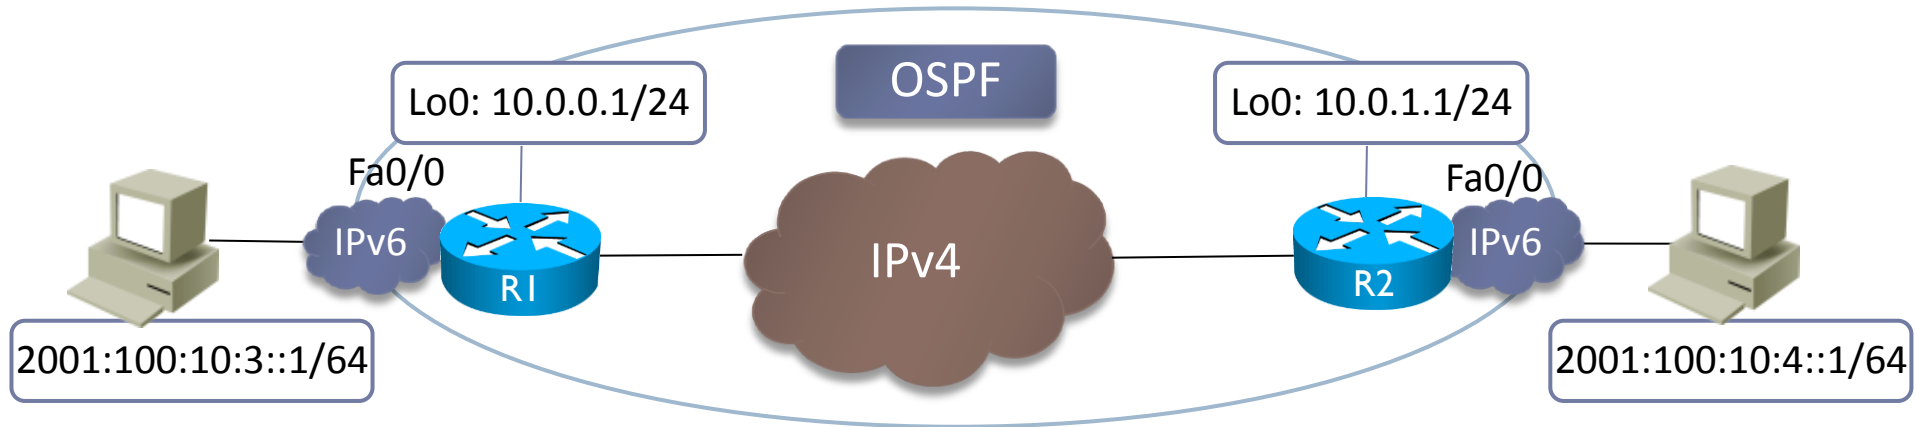 OSPF
Lo0: 10.0.0.1/24
Lo0: 10.0.1.1/24
Fa0/0
Fa0/0
IPv6
R1
IPv4
R2
IPv6
2001:100:10:3::1/64
2001:100:10:4::1/64